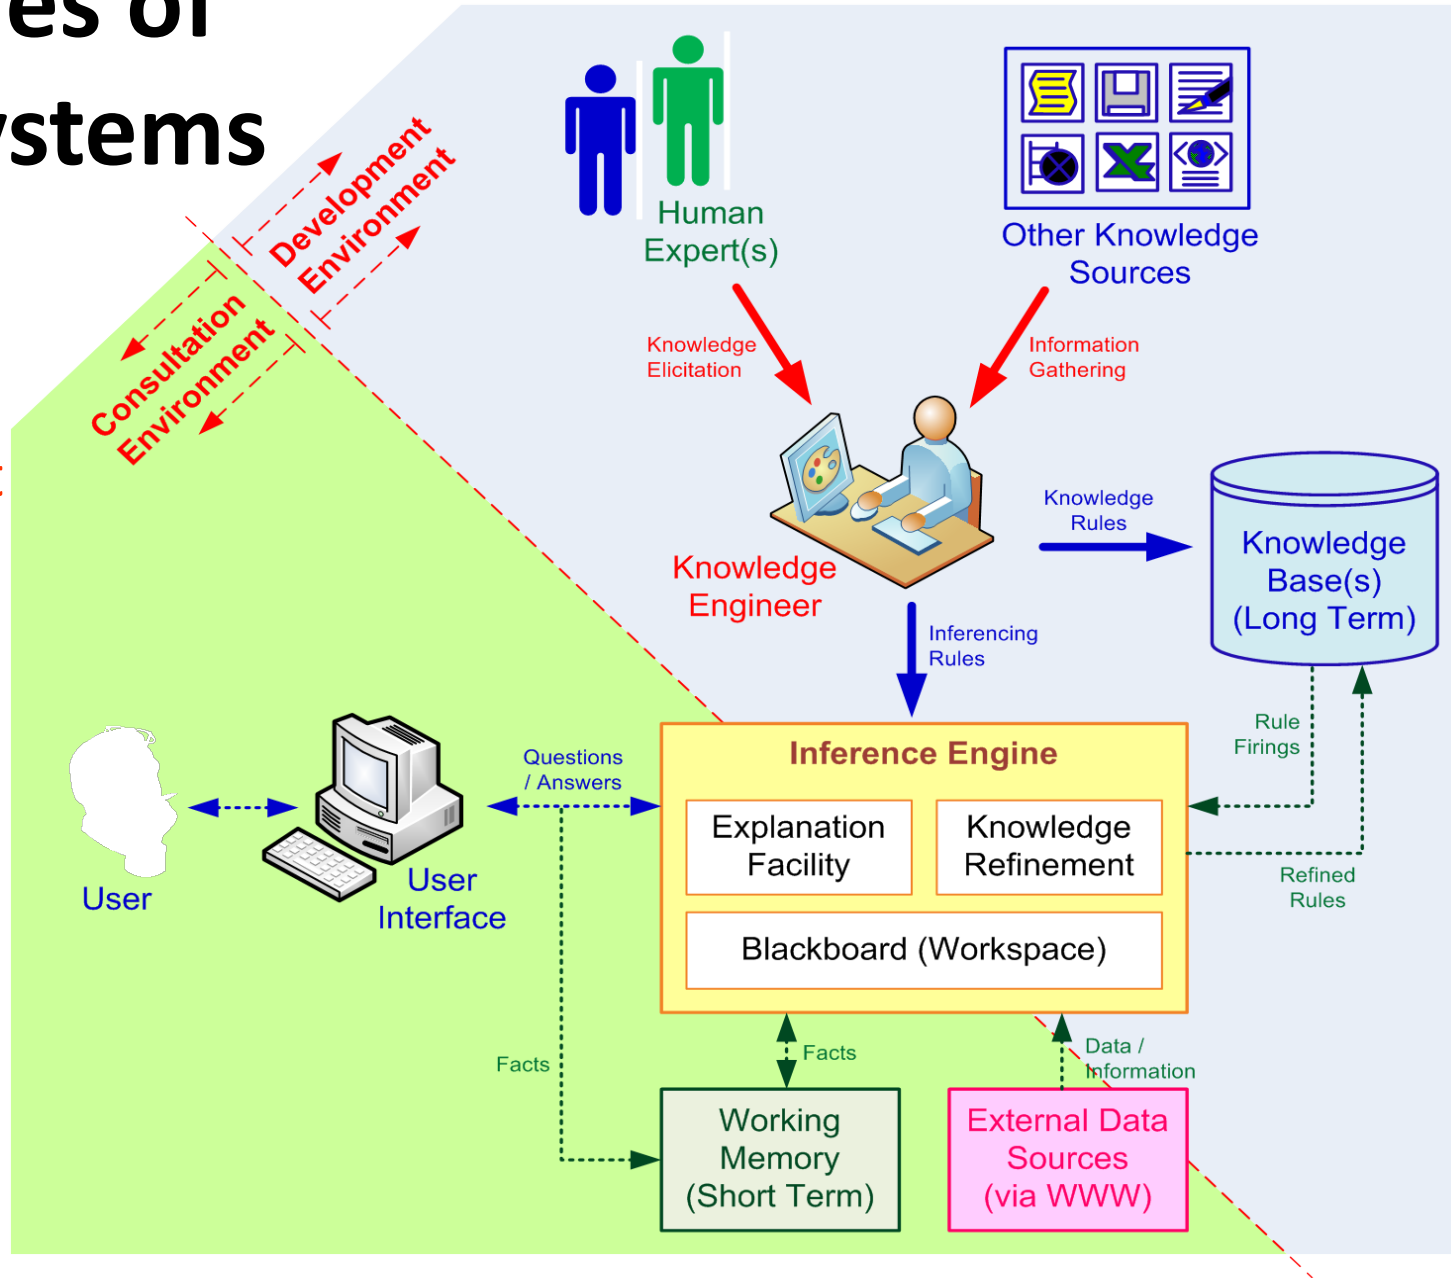 es of
ystems
Development
Environment
Consultation
Environment
Human
Expert(s)
Other Knowledge
Sources
Knowledge
Elicitation
Information
Gathering
Knowledge
Engineer
Knowledge
Rules
Knowledge
Base(s)
(Long Term)
Inferencing
Rules
Rule
Firings
Refined
Rules
User
User
Interface
Questions
/ Answers
Inference Engine
Explanation
Facility
Knowledge
Refinement
Blackboard (Workspace)
Facts
Facts
Data /
Information
Working
Memory
(Short Term)
External Data
Sources
(via WWW)